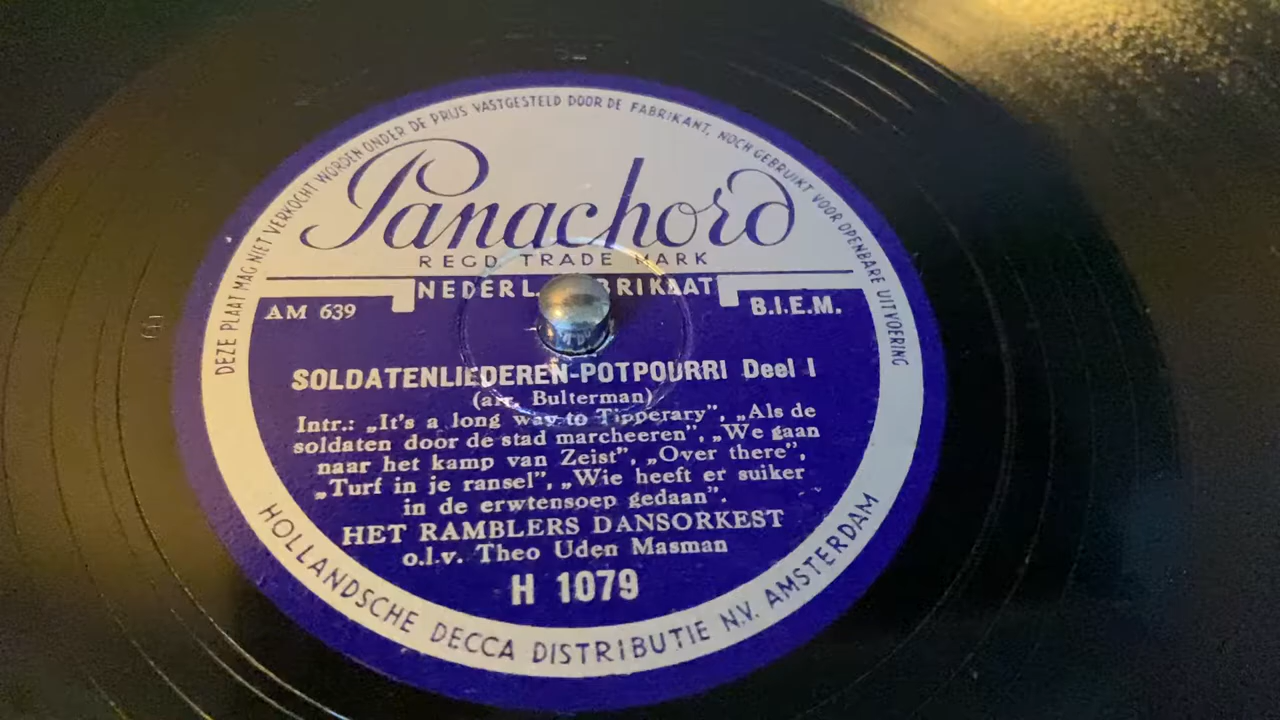 DEZE PLAAT MAG NIET VERKOCHT WORDEN ONDER DE PRIJS VASTGESTELD DOOR DE FABRIKANT, NOCH GEBRUIKT VOOR OPENBARE UITVOERING
Panachord
REGD TRADE MARK
NEDERL. FABRIKAAT
AM 639
B.I.E.M.
SOLDATENLIEDEREN-POTPOURRI Deel I
(arr. Bulterman)
Intr.: „It's a long way to Tipperary”, „Als de
soldaten door de stad marcheeren”, „We gaan
naar het kamp van Zeist”, „Over there”,
„Turf in je ransel”, „Wie heeft er suiker
in de erwtensoep gedaan”.
HET RAMBLERS DANSORKEST
o.l.v. Theo Uden Masman
H 1079
HOLLANDSCHE DECCA DISTRIBUTIE N.V. AMSTERDAM